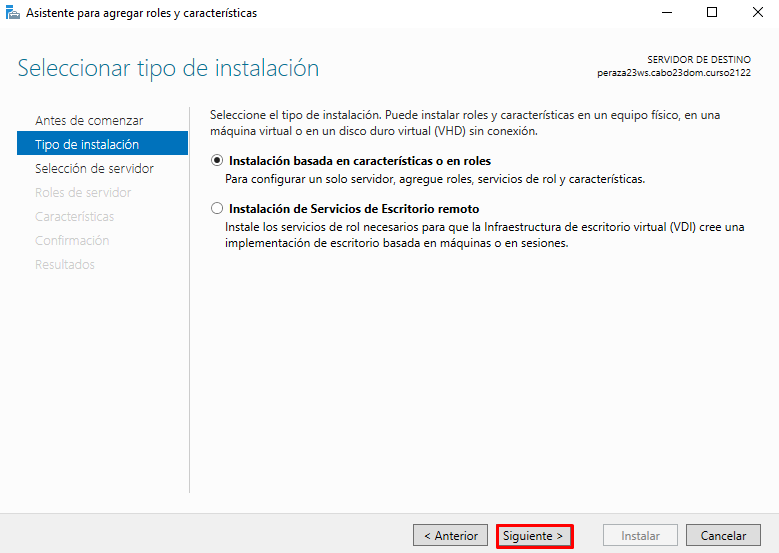 Asistente para agregar roles y características
Seleccionar tipo de instalación
SERVIDOR DE DESTINO
peraza23ws.cabo23dom.curso2122
Antes de comenzar
Tipo de instalación
Selección de servidor
Roles de servidor
Características
Confirmación
Resultados
Seleccione el tipo de instalación. Puede instalar roles y características en un equipo físico, en una
máquina virtual o en un disco duro virtual (VHD) sin conexión.
Instalación basada en características o en roles
Para configurar un solo servidor, agregue roles, servicios de rol y características.
Instalación de Servicios de Escritorio remoto
Instale los servicios de rol necesarios para que la Infraestructura de escritorio virtual (VDI) cree una
implementación de escritorio basada en máquinas o en sesiones.
< Anterior
Siguiente >
Instalar
Cancelar